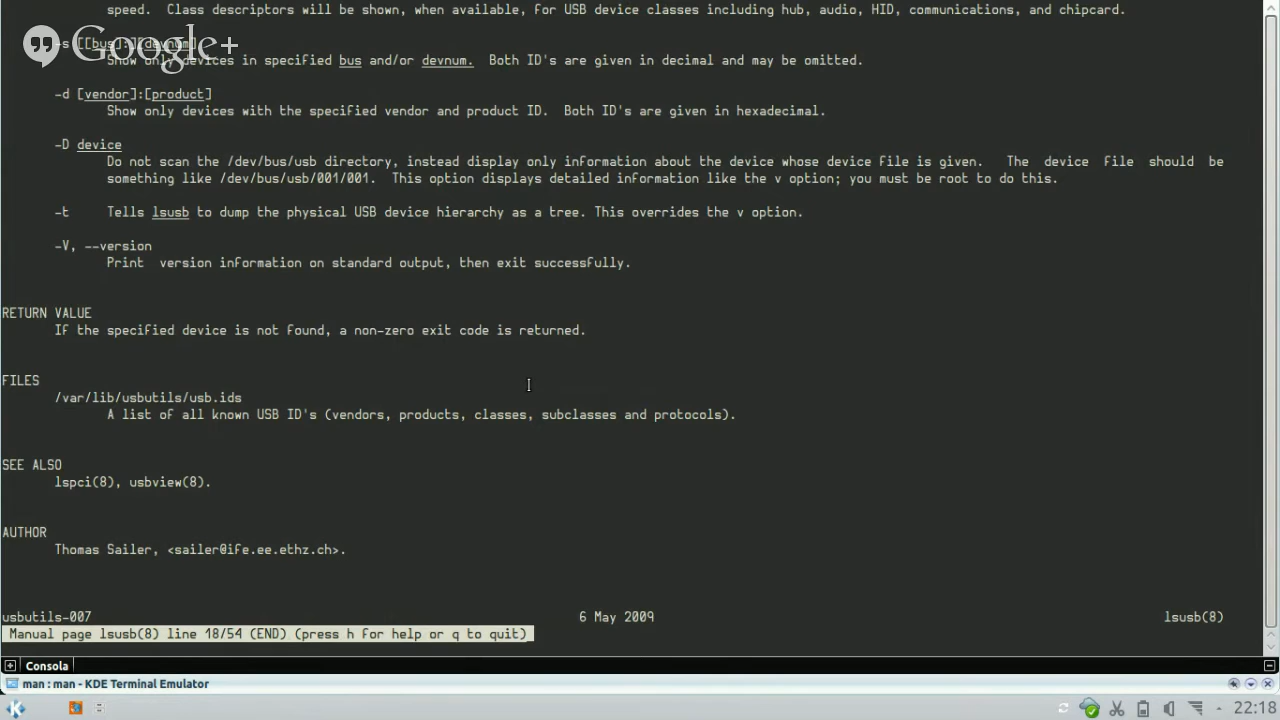 speed.  Class descriptors will be shown, when available, for USB device classes including hub, audio, HID, communications, and chipcard.
-s [[bus]:][devnum]
Google+
Show only devices in specified bus and/or devnum.  Both ID's are given in decimal and may be omitted.
-d [vendor]:[product]
Show only devices with the specified vendor and product ID.  Both ID's are given in hexadecimal.
-D device
Do not scan the /dev/bus/usb directory, instead display only information about the device whose device file is given.  The device file should be
something like /dev/bus/usb/001/001.  This option displays detailed information like the v option; you must be root to do this.
-t Tells lsusb to dump the physical USB device hierarchy as a tree. This overrides the v option.
-V, --version
Print version information on standard output, then exit successfully.
RETURN VALUE
If the specified device is not found, a non-zero exit code is returned.
FILES
/var/lib/usbutils/usb.ids
A list of all known USB ID's (vendors, products, classes, subclasses and protocols).
SEE ALSO
lspci(8), usbview(8).
AUTHOR
Thomas Sailer, <sailer@ife.ee.ethz.ch>.
usbutils-007 6 May 2009 lsusb(8)
Manual page lsusb(8) line 18/54 (END) (press h for help or q to quit)
Consola
man : man - KDE Terminal Emulator
22:18